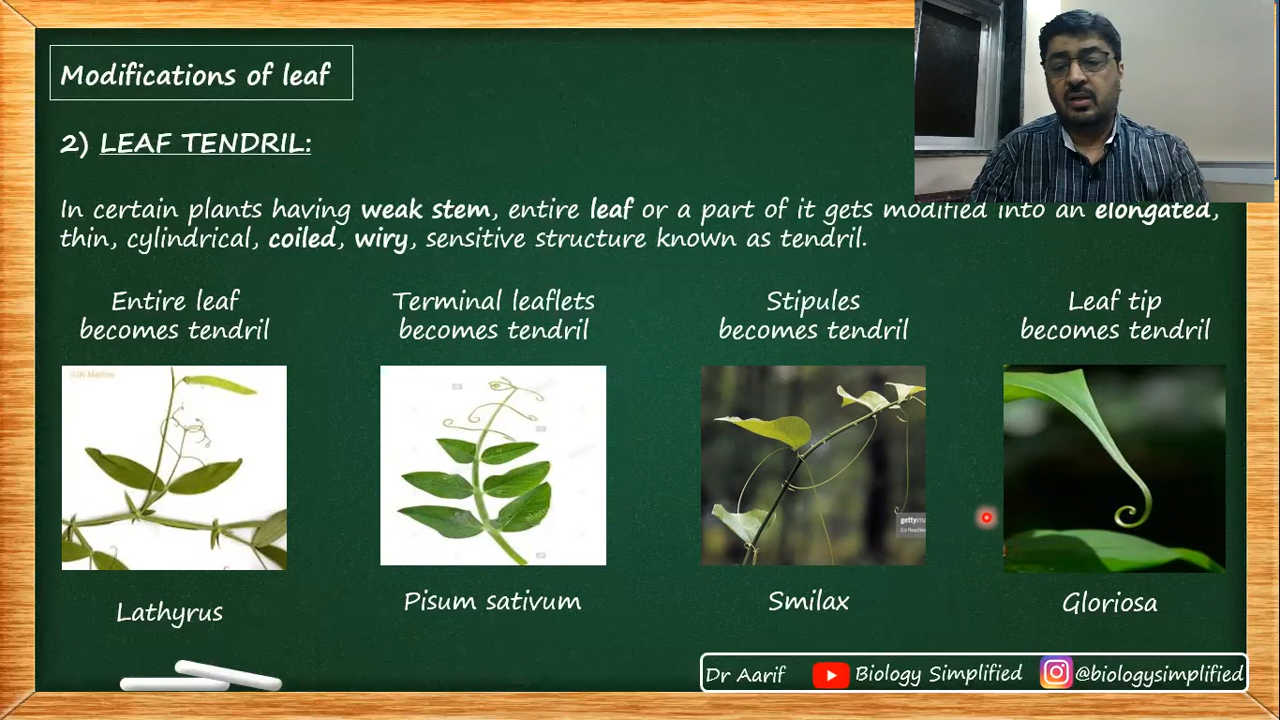 Modifications of leaf
2) LEAF TENDRIL:
In certain plants having weak stem, entire leaf or a part of it gets modified into an elongated,
thin, cylindrical, coiled, wiry, sensitive structure known as tendril.
Entire leaf
becomes tendril
Terminal leaflets
becomes tendril
Stipules
becomes tendril
Leaf tip
becomes tendril
gettyim
Lathyrus
Pisum sativum
Smilax
Gloriosa
Dr Aarif
Biology Simplified
@biologysimplified